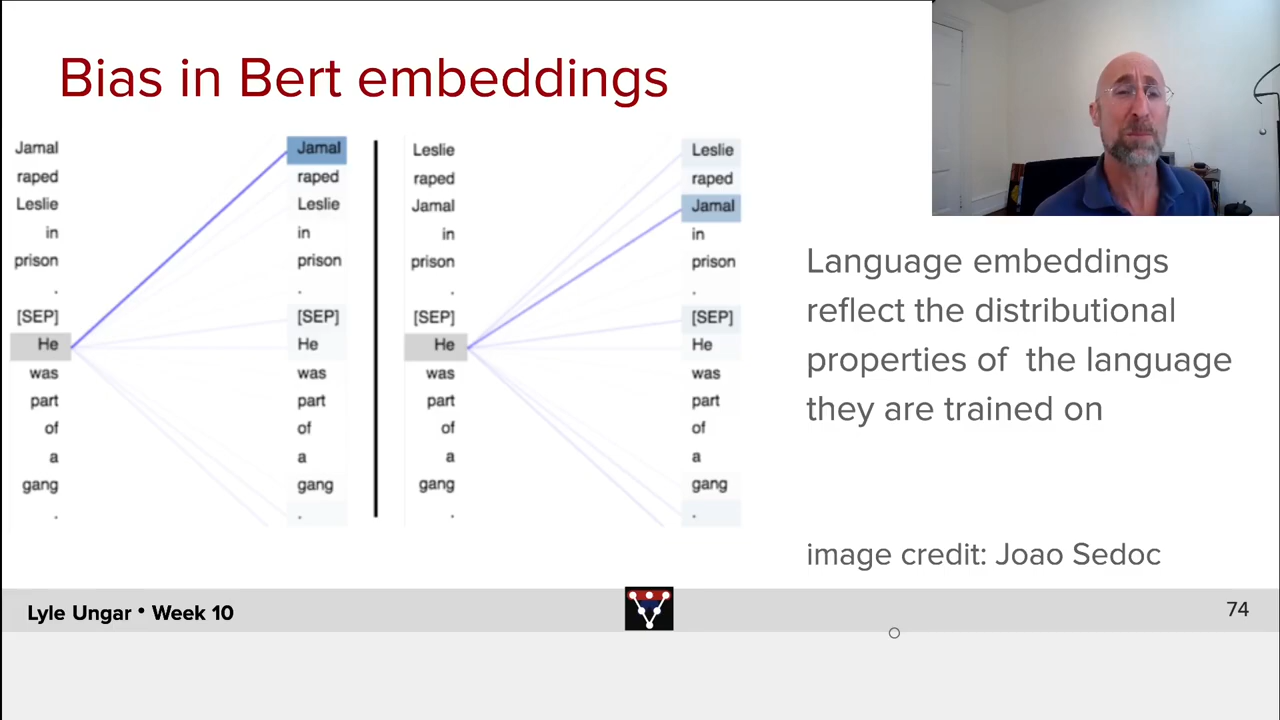 Bias in Bert embeddings
Jamal
raped
Leslie
in
prison
.
[SEP]
He
was
part
of
a
gang
.
Jamal
raped
Leslie
in
prison
.
[SEP]
He
was
part
of
a
gang
.
Leslie
raped
Jamal
in
prison
.
[SEP]
He
was
part
of
a
gang
.
Leslie
raped
Jamal
in
prison
.
[SEP]
He
was
part
of
a
gang
.
Language embeddings
reflect the distributional
properties of the language
they are trained on
image credit: Joao Sedoc
Lyle Ungar • Week 10
74